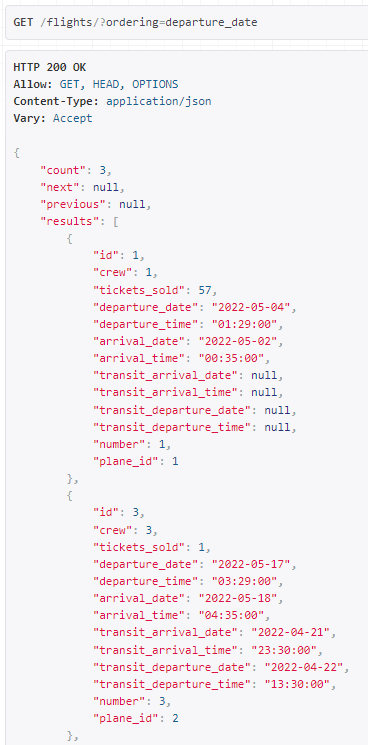 GET /flights/?ordering=departure_date
HTTP 200 OK
Allow: GET, HEAD, OPTIONS
Content-Type: application/json
Vary: Accept
{
"count": 3,
"next": null,
"previous": null,
"results": [
{
"id": 1,
"crew": 1,
"tickets_sold": 57,
"departure_date": "2022-05-04",
"departure_time": "01:29:00",
"arrival_date": "2022-05-02",
"arrival_time": "00:35:00",
"transit_arrival_date": null,
"transit_arrival_time": null,
"transit_departure_date": null,
"transit_departure_time": null,
"number": 1,
"plane_id": 1
},
{
"id": 3,
"crew": 3,
"tickets_sold": 1,
"departure_date": "2022-05-17",
"departure_time": "03:29:00",
"arrival_date": "2022-05-18",
"arrival_time": "04:35:00",
"transit_arrival_date": "2022-04-21",
"transit_arrival_time": "23:30:00",
"transit_departure_date": "2022-04-22",
"transit_departure_time": "13:30:00",
"number": 3,
"plane_id": 2
},